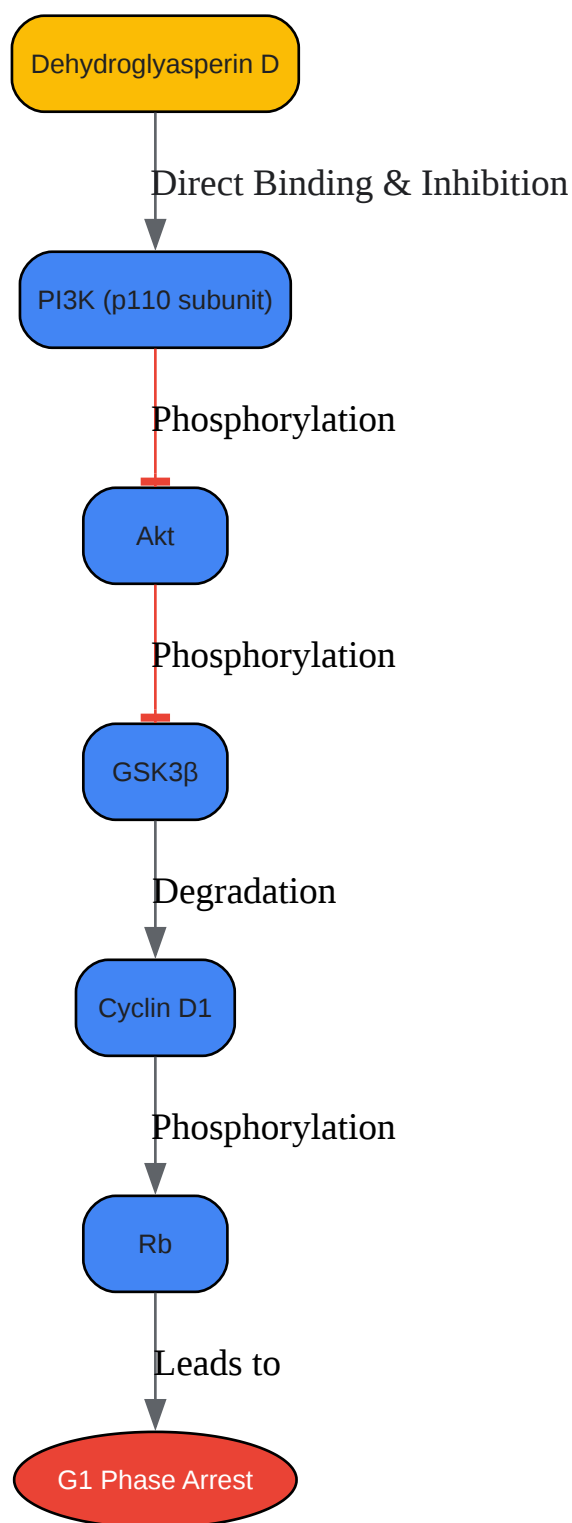 Dehydroglyasperin D
Direct Binding & Inhibition
PI3K (p110 subunit)
Phosphorylation
Akt
Phosphorylation
GSK3β
Degradation
Cyclin D1
Phosphorylation
Rb
Leads to
G1 Phase Arrest